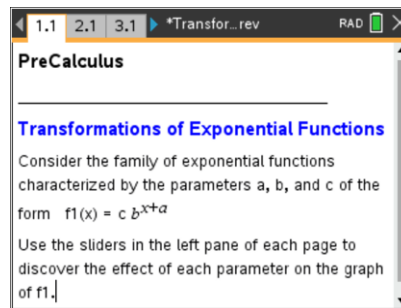 1.1 2.1 3.1 *Transfor...rev RAD
PreCalculus
Transformations of Exponential Functions
Consider the family of exponential functions
characterized by the parameters a, b, and c of the
form f1(x) = c b^{x+a}
Use the sliders in the left pane of each page to
discover the effect of each parameter on the graph
of f1.